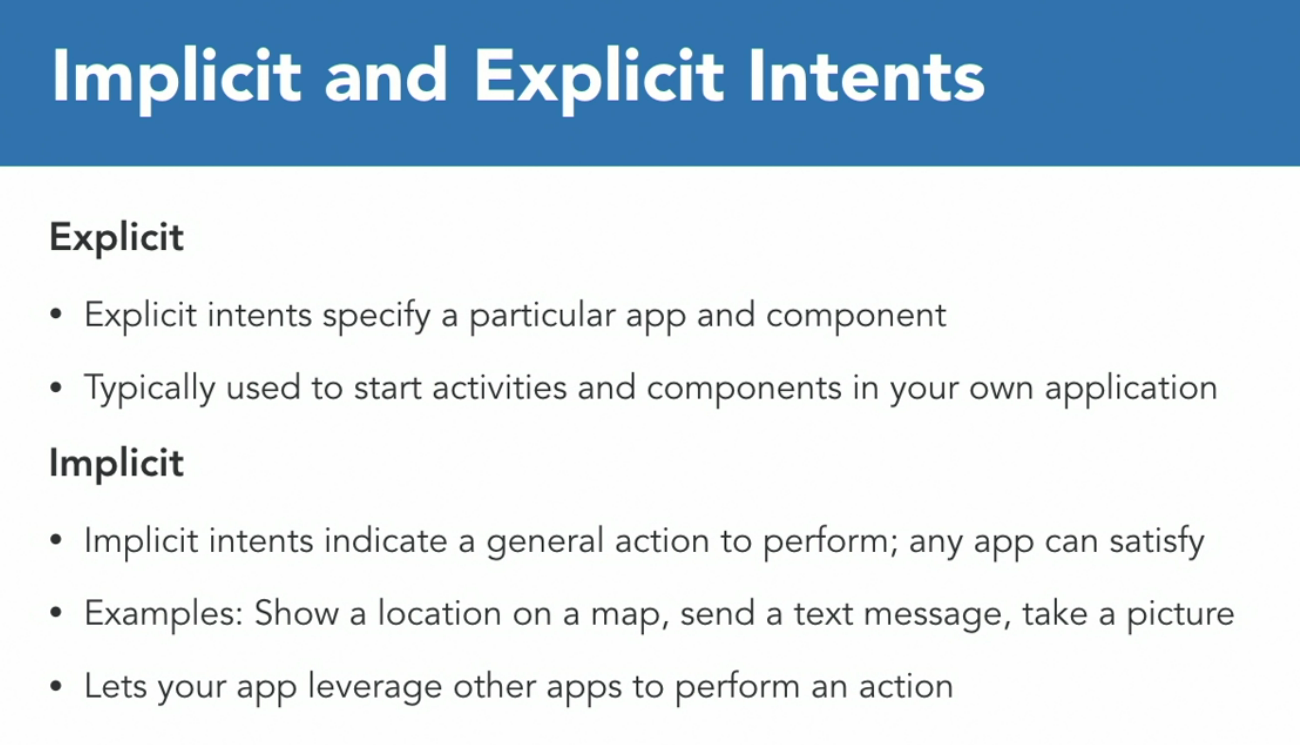 Implicit and Explicit Intents
Explicit
• Explicit intents specify a particular app and component
• Typically used to start activities and components in your own application
Implicit
• Implicit intents indicate a general action to perform; any app can satisfy
• Examples: Show a location on a map, send a text message, take a picture
• Lets your app leverage other apps to perform an action